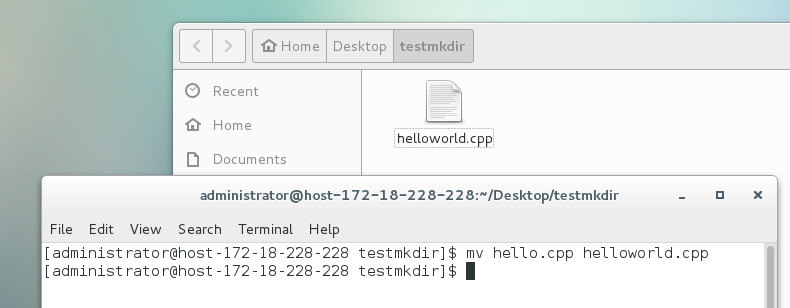 Home Desktop testmkdir
Recent
Home
Documents
helloworld.cpp
administrator@host-172-18-228-228:~/Desktop/testmkdir
File Edit View Search Terminal Help
[administrator@host-172-18-228-228 testmkdir]$ mv hello.cpp helloworld.cpp
[administrator@host-172-18-228-228 testmkdir]$